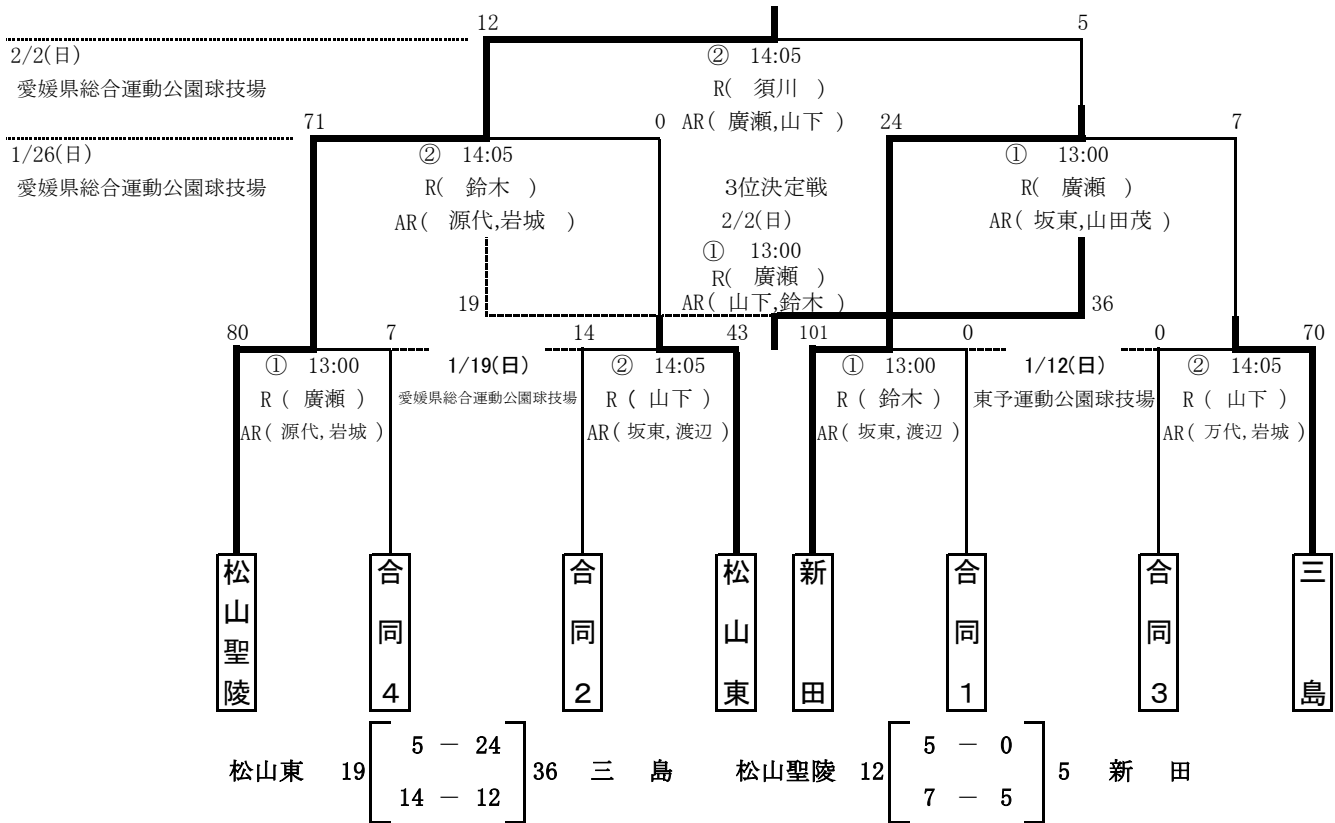 12 5
2/2(日) ② 14:05
愛媛県総合運動公園球技場 R( 須川 )
71 0 AR( 廣瀬,山下 ) 24 7
1/26(日) ② 14:05 ① 13:00
愛媛県総合運動公園球技場 R( 鈴木 ) 3位決定戦 R( 廣瀬 )
AR( 源代,岩城 ) 2/2(日) AR( 坂東,山田茂 )
① 13:00
R( 廣瀬 )
19 AR( 山下,鈴木 ) 36
80 7 14 43 101 0 0 70
① 13:00 1/19(日) ② 14:05 ① 13:00 1/12(日) ② 14:05
R ( 廣瀬 ) 愛媛県総合運動公園球技場 R ( 山下 ) R ( 鈴木 ) 東予運動公園球技場 R ( 山下 )
AR( 源代,岩城 ) AR( 坂東,渡辺 ) AR( 坂東,渡辺 ) AR( 万代,岩城 )
松山聖陵
合同4
合同2
松山東
新田
合同1
合同3
三島
5 － 24 5 － 0
松山東 19 36 三 島 松山聖陵 12 5 新 田
14 － 12 7 － 5